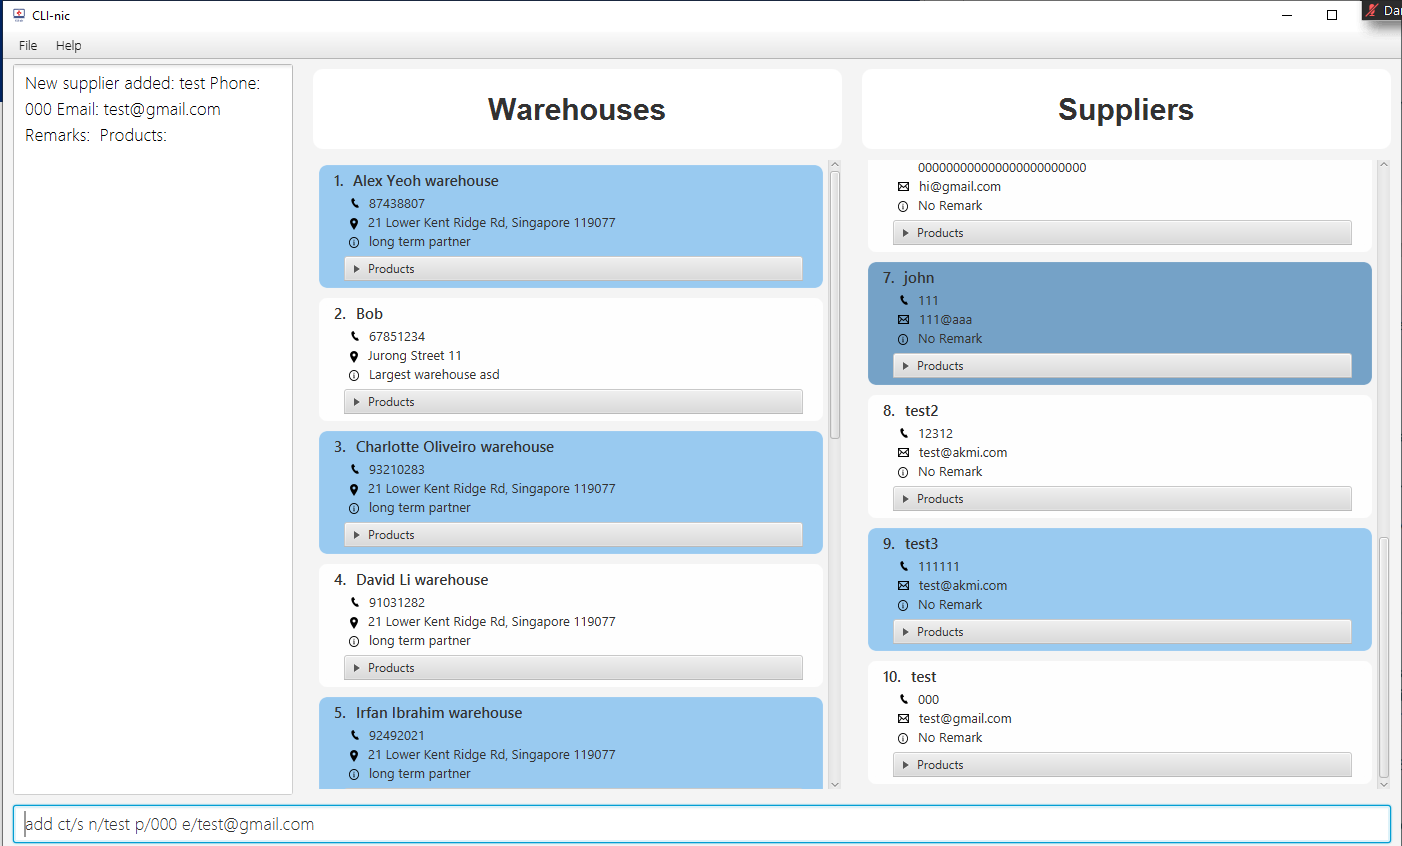 CLI-nic
Dar
File Help
New supplier added: test Phone:
000 Email: test@gmail.com
Remarks: Products:
Warehouses
1. Alex Yeoh warehouse
87438807
21 Lower Kent Ridge Rd, Singapore 119077
long term partner
Products
2. Bob
67851234
Jurong Street 11
Largest warehouse asd
Products
3. Charlotte Oliveiro warehouse
93210283
21 Lower Kent Ridge Rd, Singapore 119077
long term partner
Products
4. David Li warehouse
91031282
21 Lower Kent Ridge Rd, Singapore 119077
long term partner
Products
5. Irfan Ibrahim warehouse
92492021
21 Lower Kent Ridge Rd, Singapore 119077
long term partner
Suppliers
000000000000000000000000
hi@gmail.com
No Remark
Products
7. john
111
111@aaa
No Remark
Products
8. test2
12312
test@akmi.com
No Remark
Products
9. test3
111111
test@akmi.com
No Remark
Products
10. test
000
test@gmail.com
No Remark
Products
add ct/s n/test p/000 e/test@gmail.com